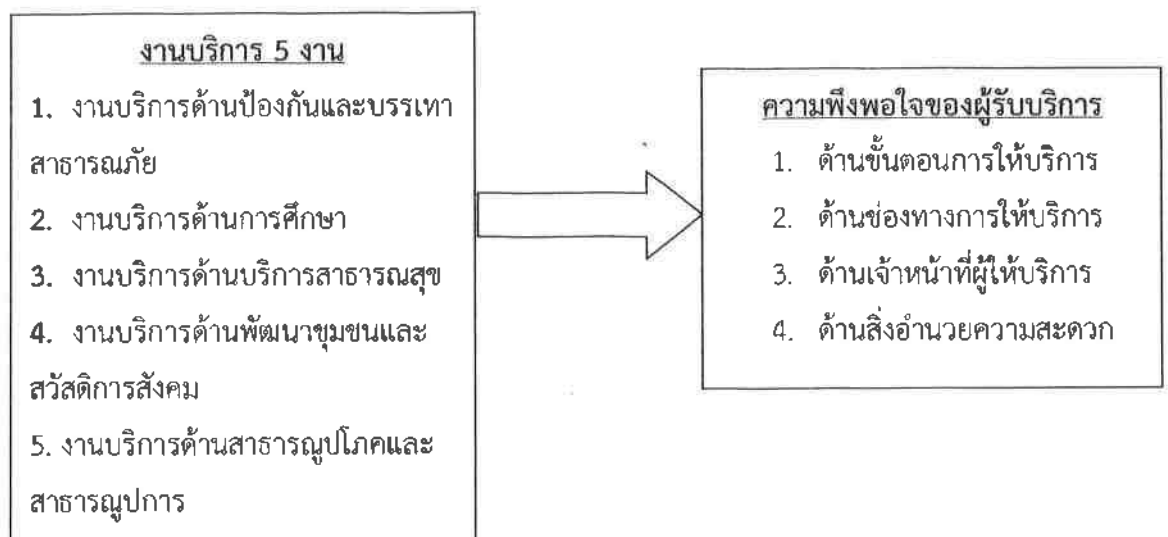 งานบริการ 5 งาน
1. งานบริการด้านป้องกันและบรรเทา
สาธารณภัย
2. งานบริการด้านการศึกษา
3. งานบริการด้านบริการสาธารณสุข
4. งานบริการด้านพัฒนาชุมชนและ
สวัสดิการสังคม
5. งานบริการด้านสาธารณูปโภคและ
สาธารณูปการ
ความพึงพอใจของผู้รับบริการ
1. ด้านขั้นตอนการให้บริการ
2. ด้านช่องทางการให้บริการ
3. ด้านเจ้าหน้าที่ผู้ให้บริการ
4. ด้านสิ่งอำนวยความสะดวก